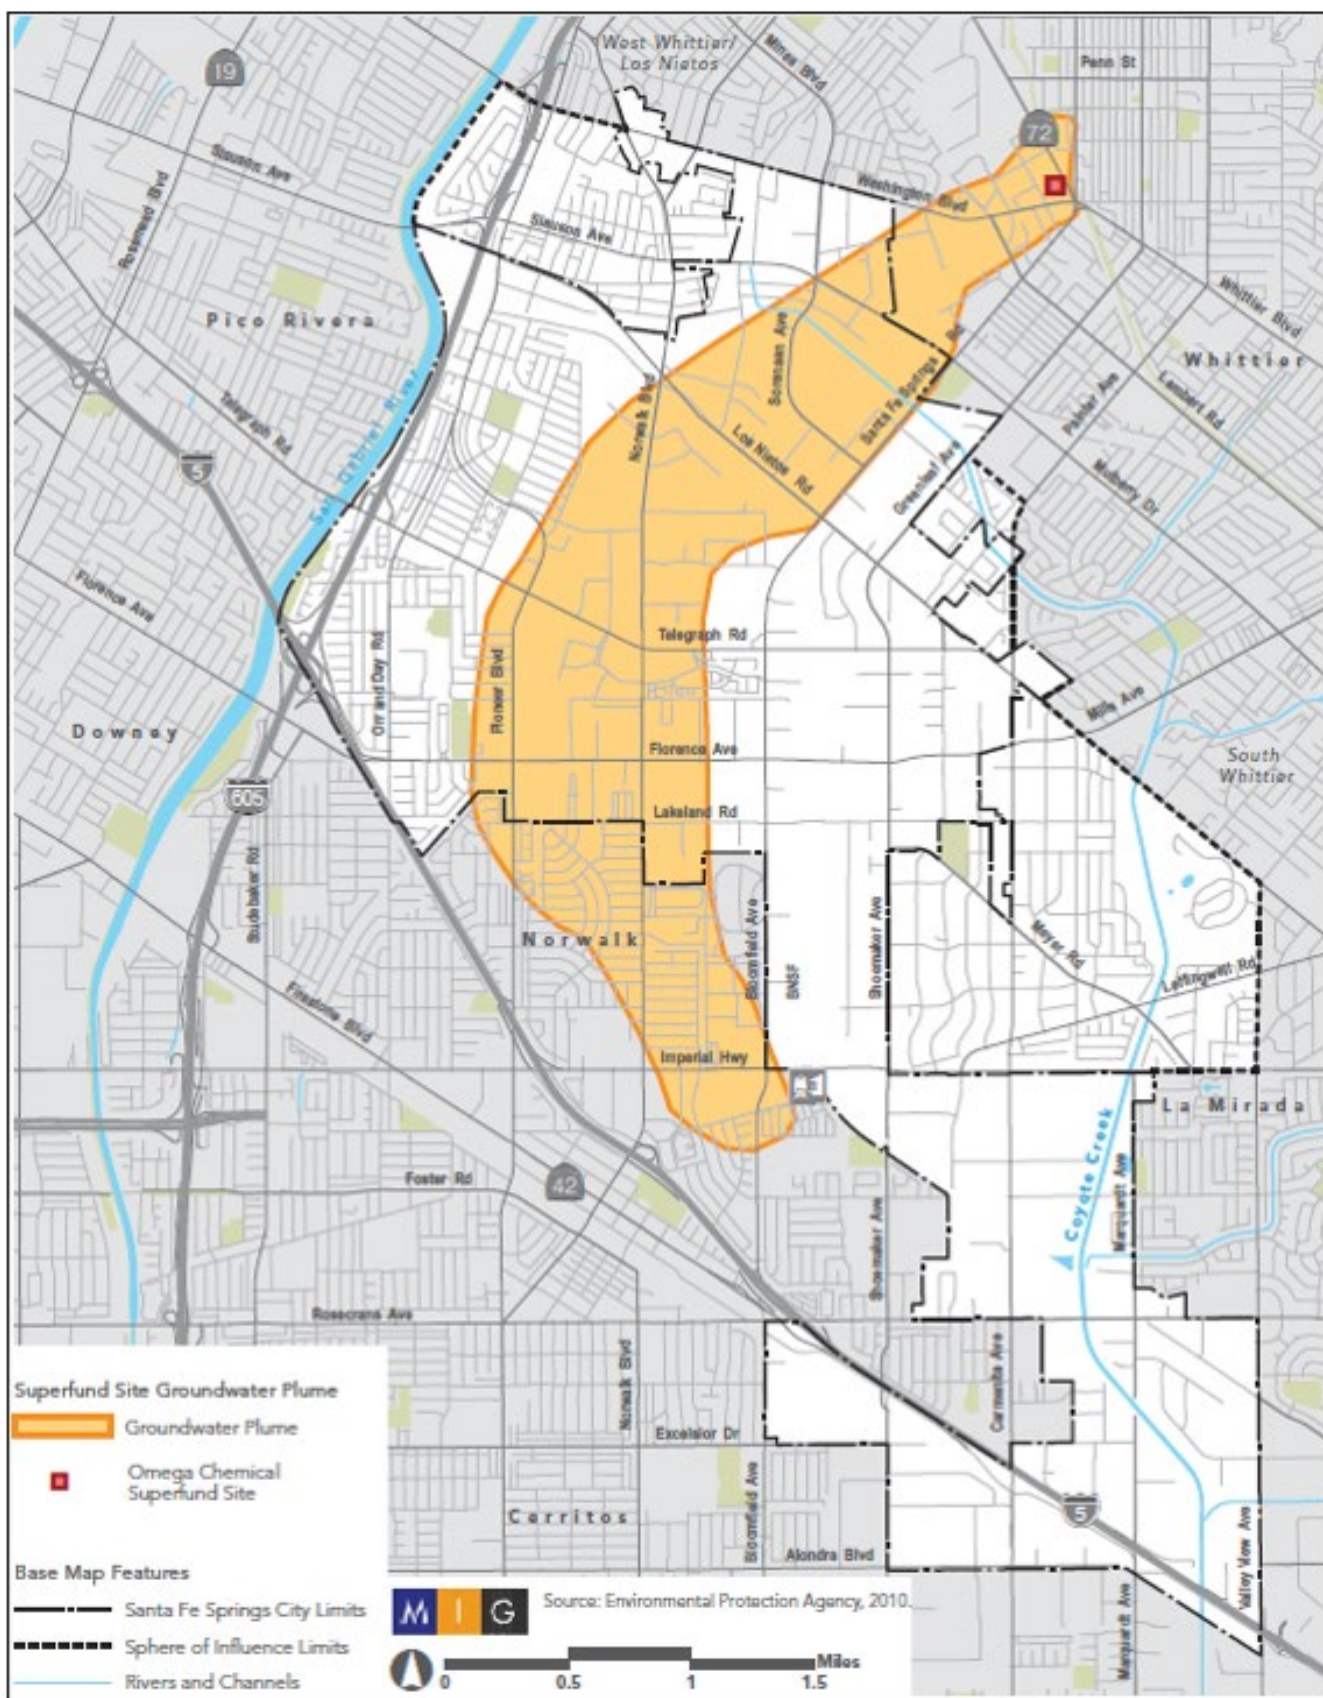 West Whittier/
Los Nietos
Mines Blvd
Penn St
19
72
Slauson Ave
Rosemead Blvd
Washington Blvd
Slauson Ave
Pico Rivera
Whittier Blvd
Whittier
Sorensen Ave
Santa Fe Springs Rd
Painter Ave
Lambert Rd
San Gabriel River
Telegraph Rd
Norwalk Blvd
Los Nietos Rd
Greenleaf Ave
Mulberry Dr
5
Florence Ave
Telegraph Rd
Orr and Day Rd
Pioneer Blvd
Mills Ave
Downey
Florence Ave
South
Whittier
605
Lakeland Rd
Studebaker Rd
Norwalk
Bloomfield Ave
BNSF
Shoemaker Ave
Meyer Rd
Leffingwell Rd
Firestone Blvd
Imperial Hwy
La Mirada
Coyote Creek
Marquardt Ave
Foster Rd
42
Shoemaker Ave
Rosecrans Ave
Norwalk Blvd
Carmenita Ave
Excelsior Dr
Bloomfield Ave
5
Cerritos
Alondra Blvd
Valley View Ave
Marquardt Ave
Superfund Site Groundwater Plume
Groundwater Plume
Omega Chemical
Superfund Site
Base Map Features
Santa Fe Springs City Limits
Sphere of Influence Limits
Rivers and Channels
M I G
Source: Environmental Protection Agency, 2010.
Miles
0 0.5 1 1.5